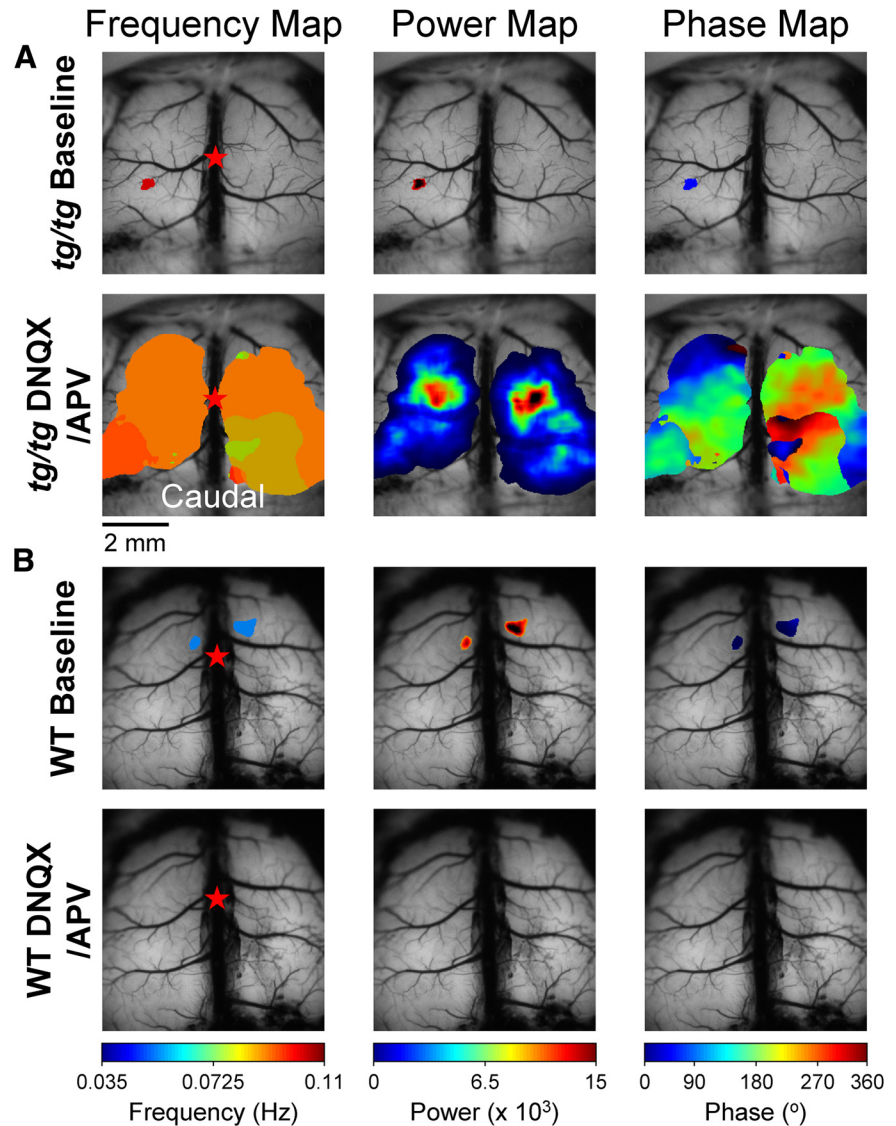 Frequency Map Power Map Phase Map
A
tg/tg Baseline
tg/tg DNQX
/APV
Caudal
2 mm
B
WT Baseline
WT DNQX
/APV
0.035 0.0725 0.11 0 6.5 15 0 90 180 270 360
Frequency (Hz) Power (x 10³) Phase (°)